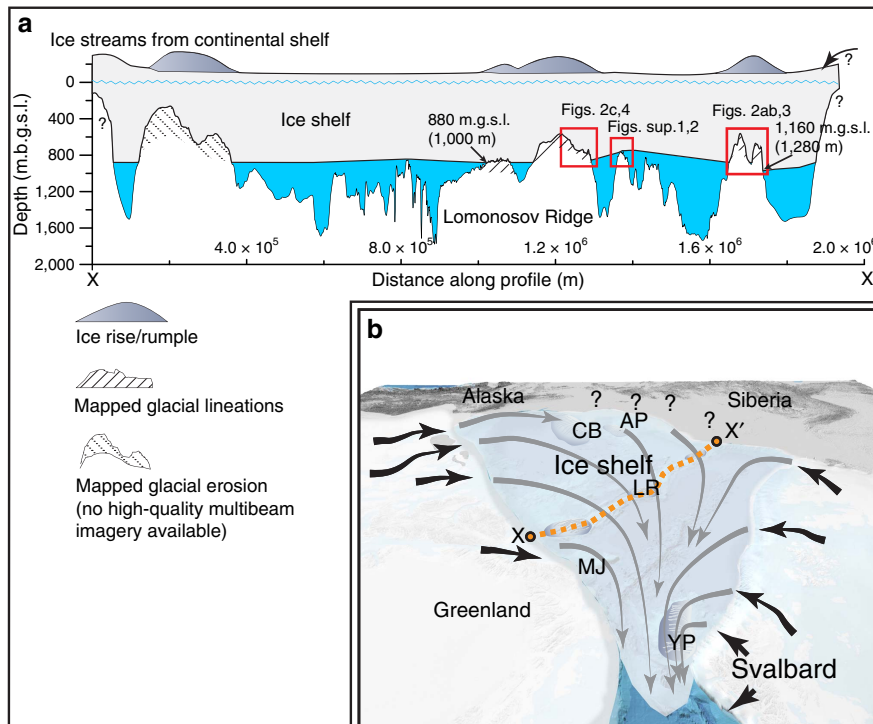 a
Ice streams from continental shelf
?
0
400
800
1,200
1,600
2,000
Depth (m.b.g.s.l.)
?
Ice shelf
880 m.g.s.l.
(1,000 m)
Figs. 2c,4
Figs. sup.1,2
Figs. 2ab,3
1,160 m.g.s.l.
(1,280 m)
?
Lomonosov Ridge
4.0 × 10⁵
8.0 × 10⁵
1.2 × 10⁶
1.6 × 10⁶
2.0 × 10⁶
X
Distance along profile (m)
X
Ice rise/rumple
Mapped glacial lineations
Mapped glacial erosion
(no high-quality multibeam
imagery available)
b
Alaska
? ? ?
Siberia
CB
AP
?
X′
Ice shelf
LR
X
MJ
Greenland
YP
Svalbard